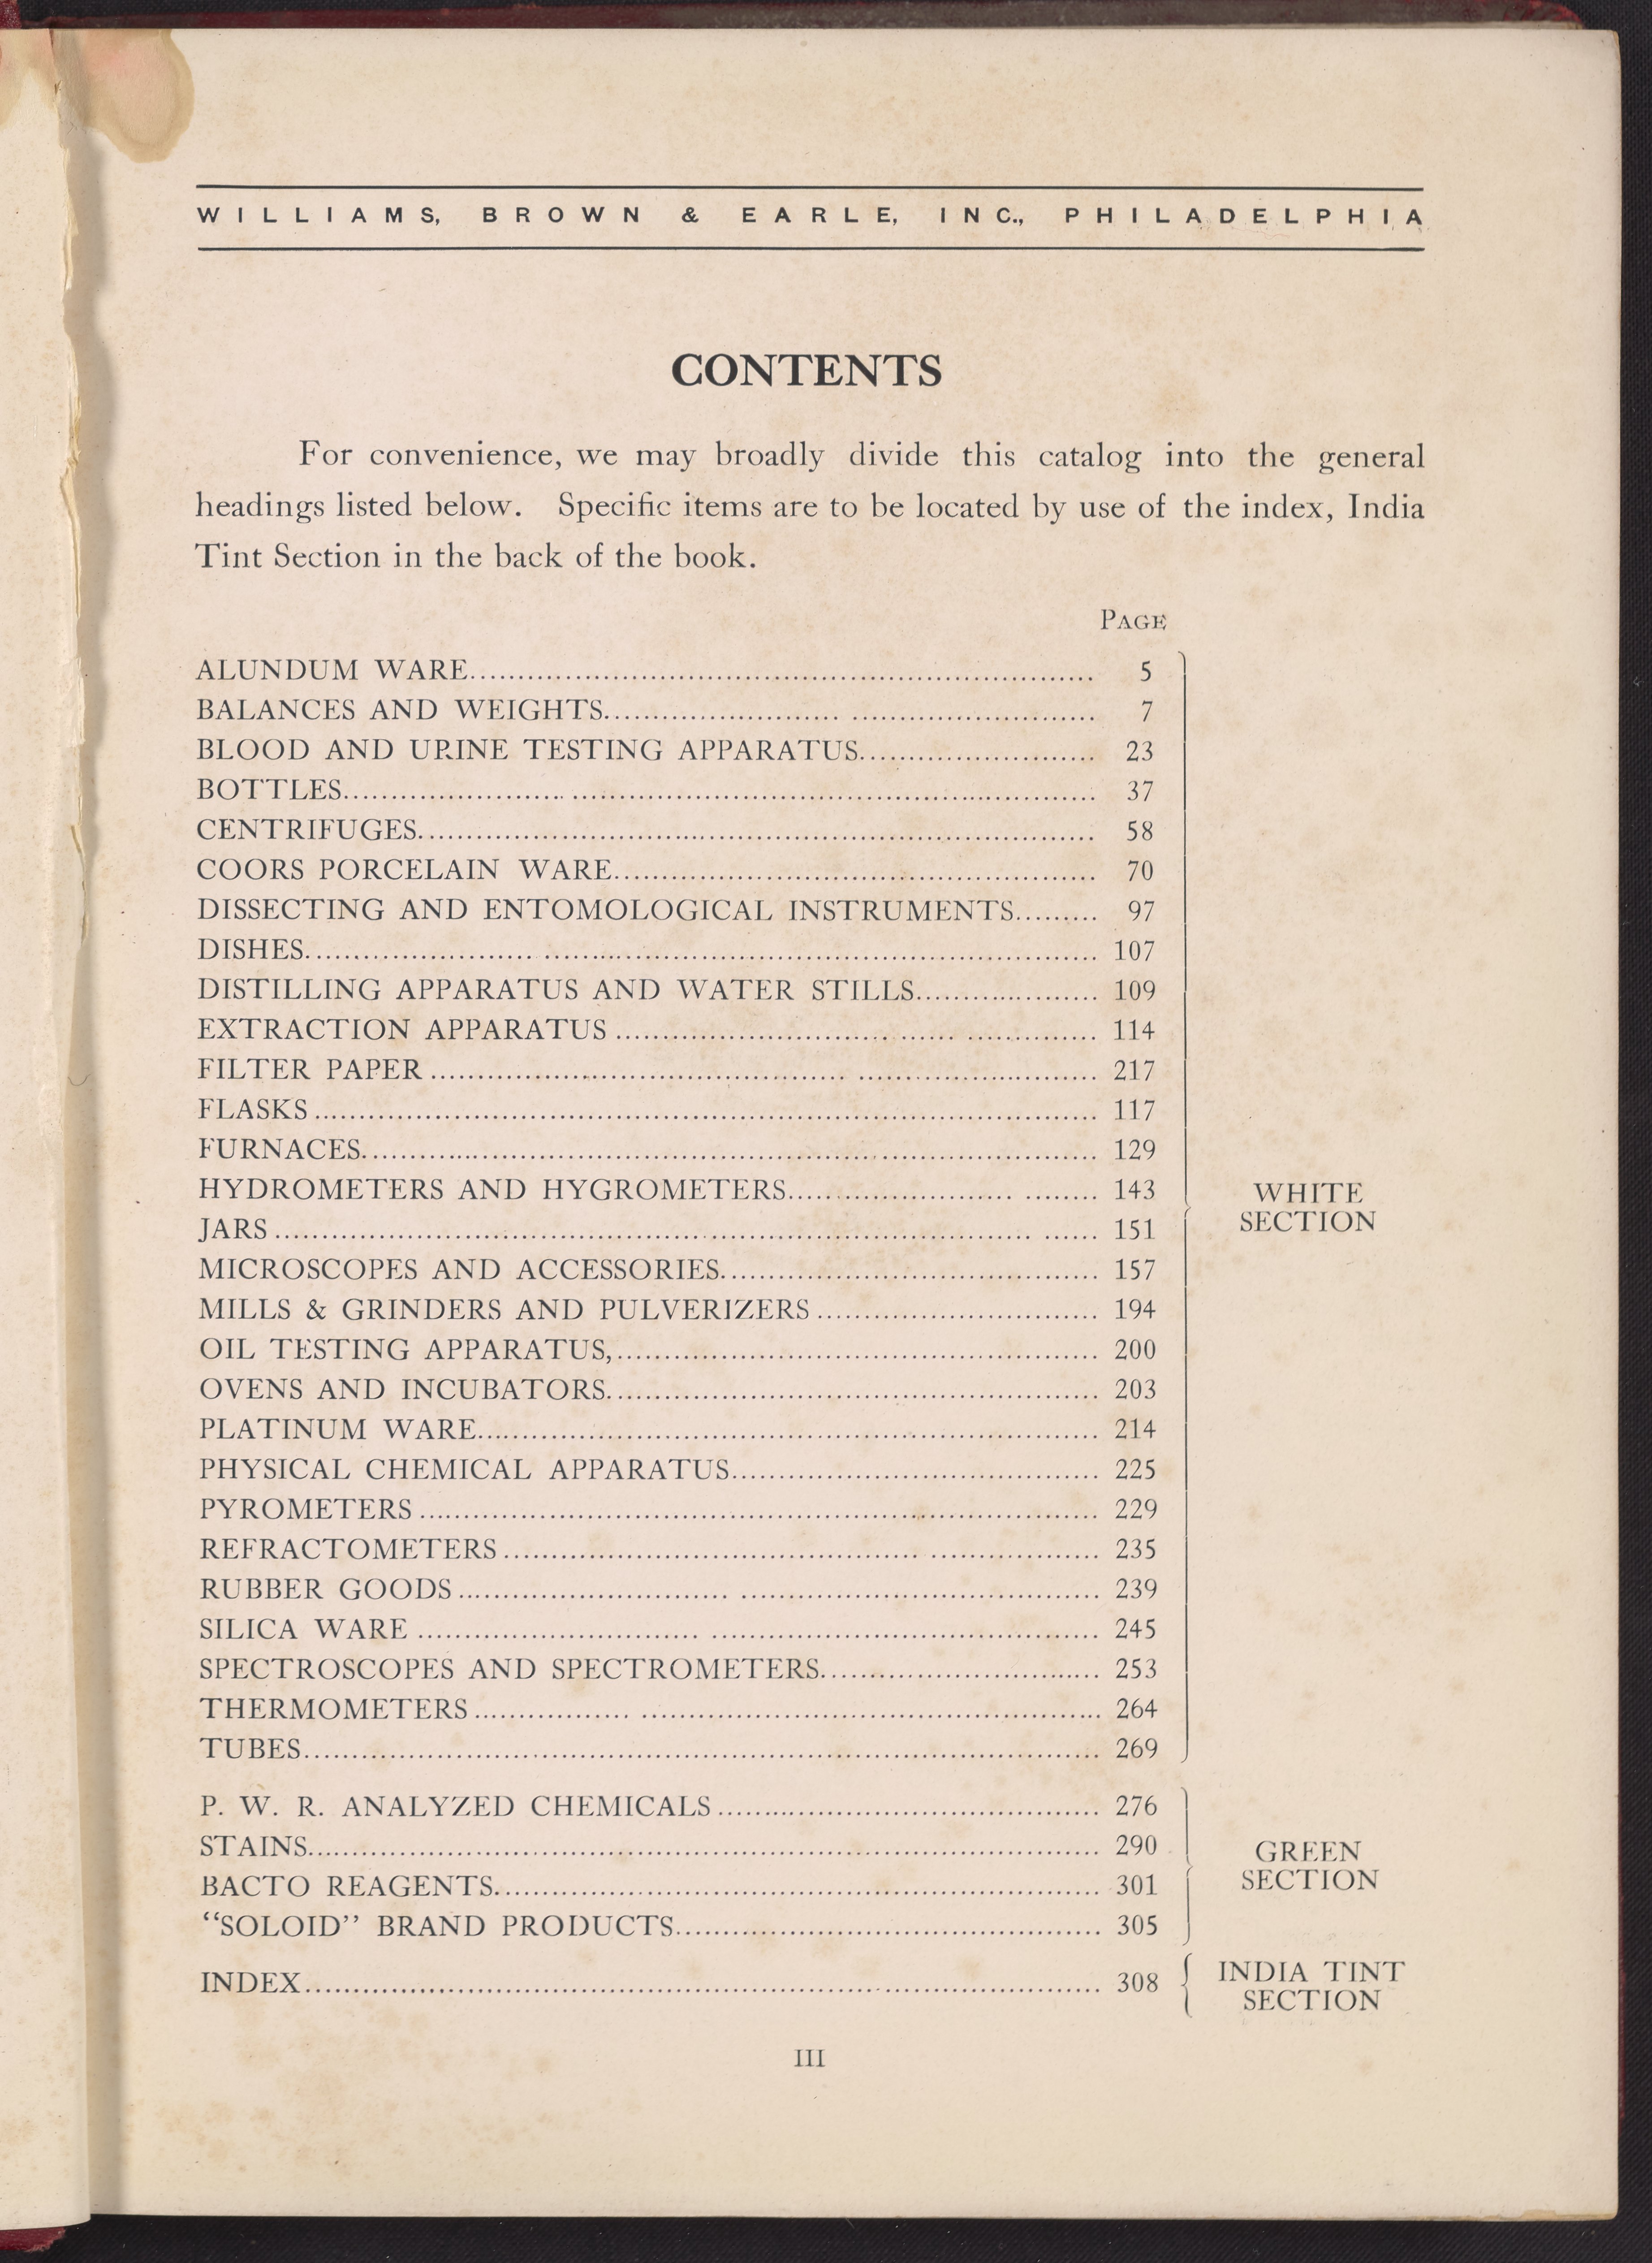 WILLIAMS, BROWN & EARLE, INC., PHILADELPHIA
CONTENTS
For convenience, we may broadly divide this catalog into the general
headings listed below. Specific items are to be located by use of the index, India
Tint Section in the back of the book.
PAGE
ALUNDUM WARE 5
BALANCES AND WEIGHTS 7
BLOOD AND URINE TESTING APPARATUS 23
BOTTLES 37
CENTRIFUGES 58
COORS PORCELAIN WARE 70
DISSECTING AND ENTOMOLOGICAL INSTRUMENTS 97
DISHES 107
DISTILLING APPARATUS AND WATER STILLS 109
EXTRACTION APPARATUS 114
FILTER PAPER 217
FLASKS 117
FURNACES 129
HYDROMETERS AND HYGROMETERS 143
JARS 151
MICROSCOPES AND ACCESSORIES 157
MILLS & GRINDERS AND PULVERIZERS 194
OIL TESTING APPARATUS, 200
OVENS AND INCUBATORS 203
PLATINUM WARE 214
PHYSICAL CHEMICAL APPARATUS 225
PYROMETERS 229
REFRACTOMETERS 235
RUBBER GOODS 239
SILICA WARE 245
SPECTROSCOPES AND SPECTROMETERS 253
THERMOMETERS 264
TUBES 269
WHITE
SECTION
P. W. R. ANALYZED CHEMICALS 276
STAINS 290
BACTO REAGENTS 301
“SOLOID” BRAND PRODUCTS 305
GREEN
SECTION
INDEX 308
INDIA TINT
SECTION
III